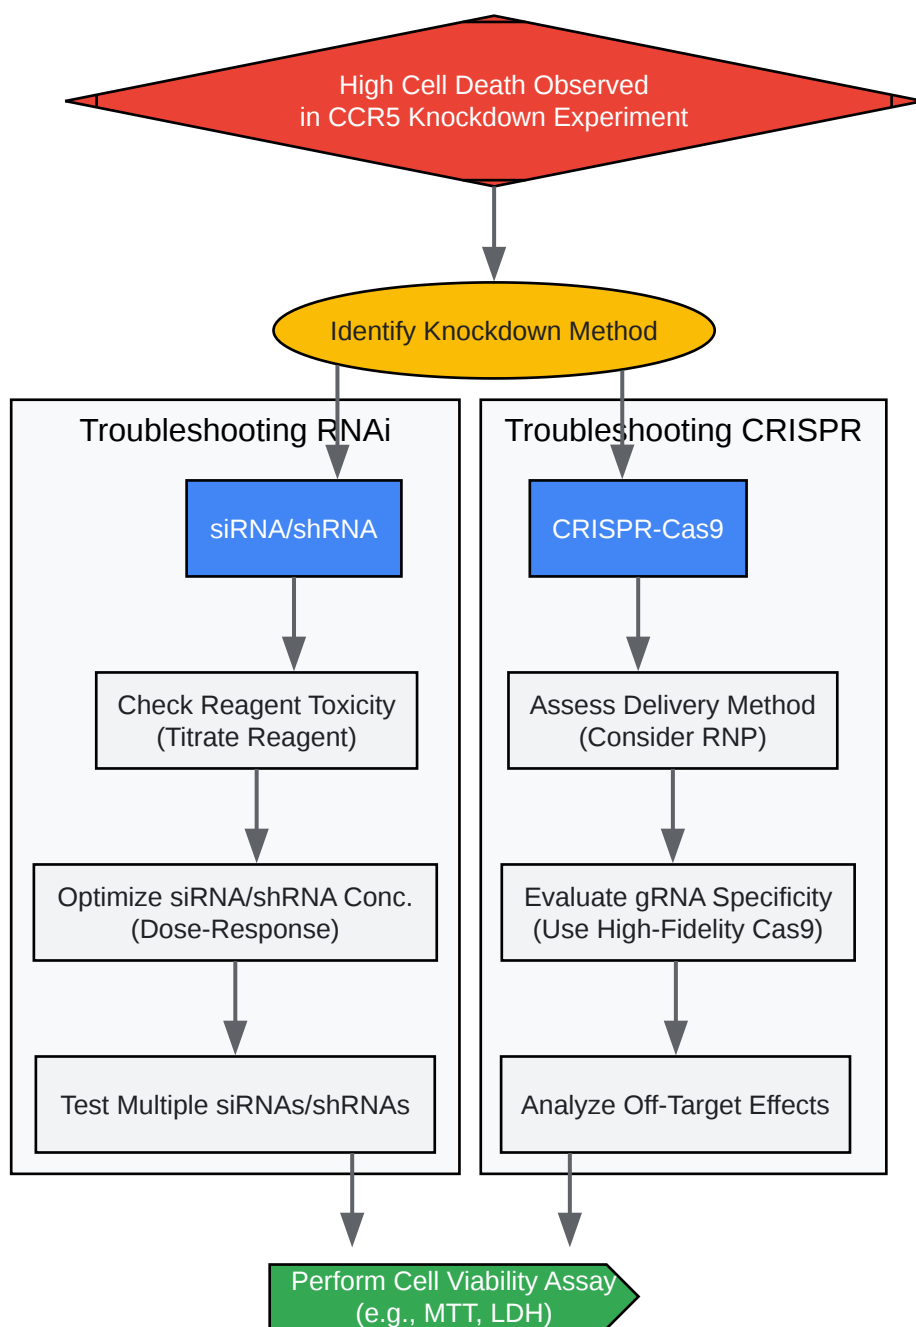 High Cell Death Observed
in CCR5 Knockdown Experiment
Identify Knockdown Method
Troubleshooting RNAi
siRNA/shRNA
Check Reagent Toxicity
(Titrate Reagent)
Optimize siRNA/shRNA Conc.
(Dose-Response)
Test Multiple siRNAs/shRNAs
Troubleshooting CRISPR
CRISPR-Cas9
Assess Delivery Method
(Consider RNP)
Evaluate gRNA Specificity
(Use High-Fidelity Cas9)
Analyze Off-Target Effects
Perform Cell Viability Assay
(e.g., MTT, LDH)